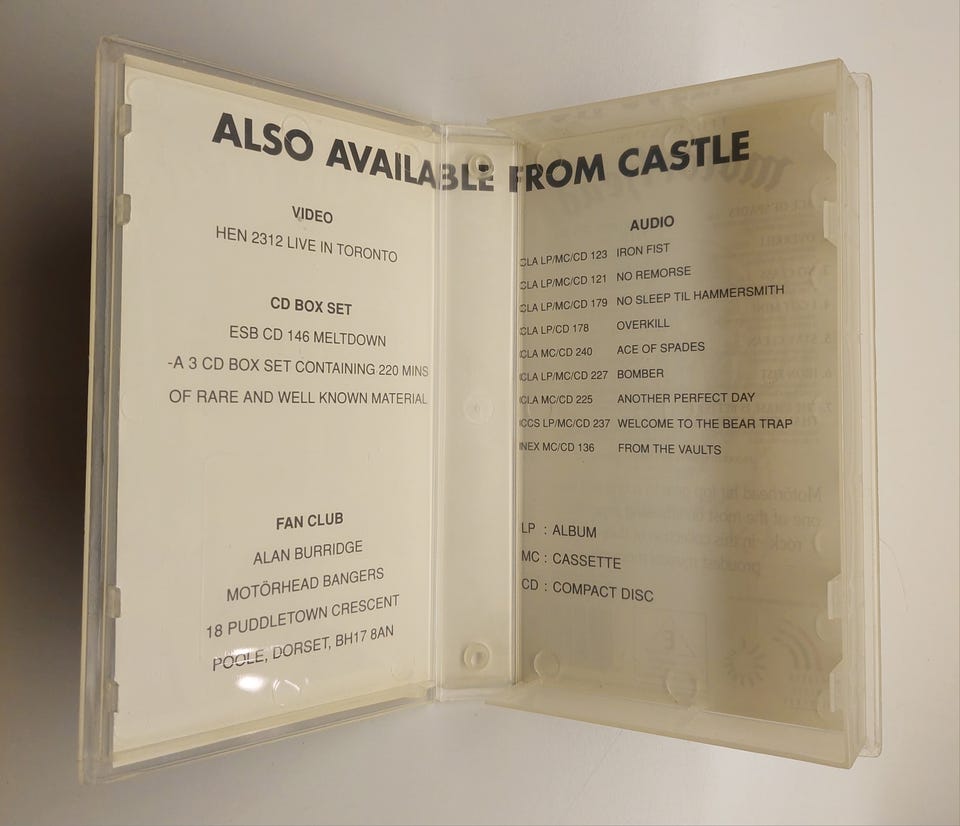 ALSO AVAILABLE FROM CASTLE
VIDEO
HEN 2312 LIVE IN TORONTO
CD BOX SET
ESB CD 146 MELTDOWN
-A 3 CD BOX SET CONTAINING 220 MINS
OF RARE AND WELL KNOWN MATERIAL
FAN CLUB
ALAN BURRIDGE
MOTÖRHEAD BANGERS
18 PUDDLETOWN CRESCENT
POOLE, DORSET, BH17 8AN
AUDIO
CLA LP/MC/CD 123 IRON FIST
CLA LP/MC/CD 121 NO REMORSE
CLA LP/MC/CD 179 NO SLEEP TIL HAMMERSMITH
CLA LP/CD 178 OVERKILL
CLA MC/CD 240 ACE OF SPADES
CLA LP/MC/CD 227 BOMBER
CLA MC/CD 225 ANOTHER PERFECT DAY
CCS LP/MC/CD 237 WELCOME TO THE BEAR TRAP
NEX MC/CD 136 FROM THE VAULTS
LP : ALBUM
MC : CASSETTE
CD : COMPACT DISC